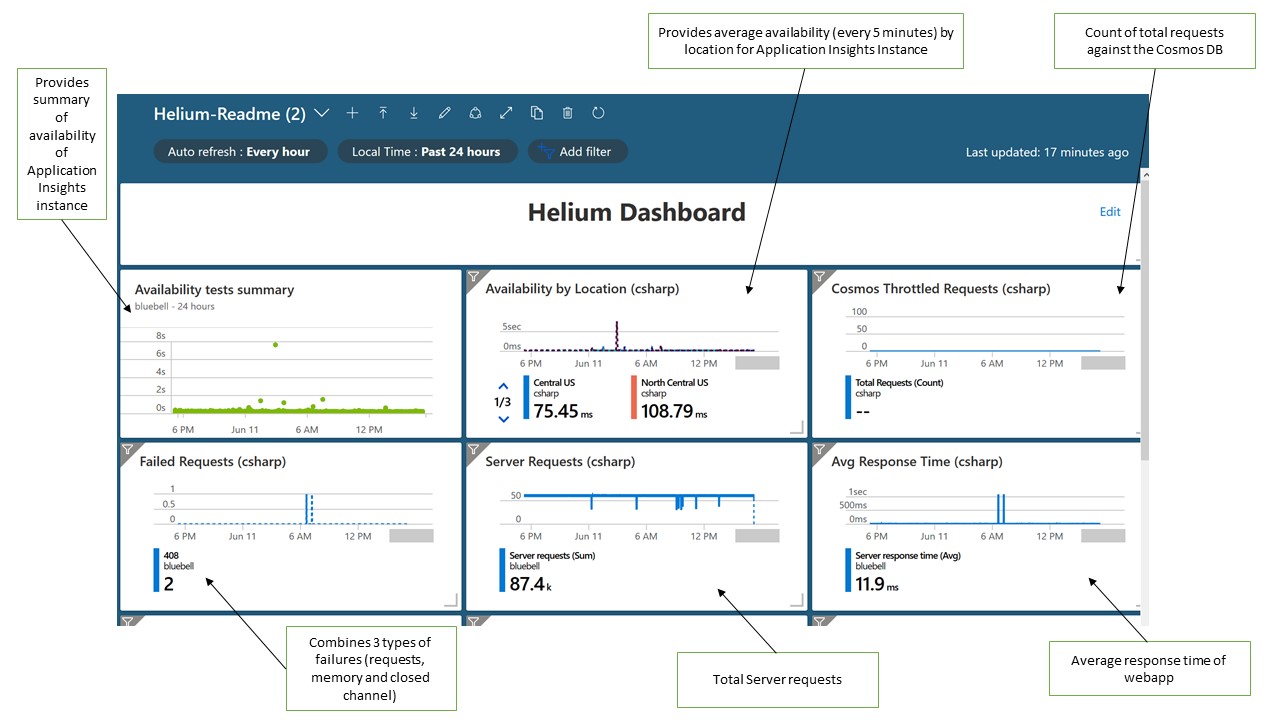 Provides average availability (every 5 minutes) by
location for Application Insights Instance
Count of total requests
against the Cosmos DB
Provides
summary
of
availability
of
Application
Insights
instance
Helium-Readme (2)
Auto refresh : Every hour
Local Time : Past 24 hours
Add filter
Last updated: 17 minutes ago
Helium Dashboard
Edit
Availability tests summary
bluebell - 24 hours
8s
6s
4s
2s
0s
6 PM
Jun 11
6 AM
12 PM
Availability by Location (csharp)
5sec
0ms
6 PM
Jun 11
6 AM
12 PM
1/3
Central US
csharp
75.45 ms
North Central US
csharp
108.79 ms
Cosmos Throttled Requests (csharp)
100
50
0
6 PM
Jun 11
6 AM
12 PM
Total Requests (Count)
csharp
--
Failed Requests (csharp)
1
0.5
0
6 PM
Jun 11
6 AM
12 PM
408
bluebell
2
Server Requests (csharp)
50
0
6 PM
Jun 11
6 AM
12 PM
Server requests (Sum)
bluebell
87.4 k
Avg Response Time (csharp)
1sec
500ms
0ms
6 PM
Jun 11
6 AM
12 PM
Server response time (Avg)
bluebell
11.9 ms
Combines 3 types of
failures (requests,
memory and closed
channel)
Total Server requests
Average response time of
webapp